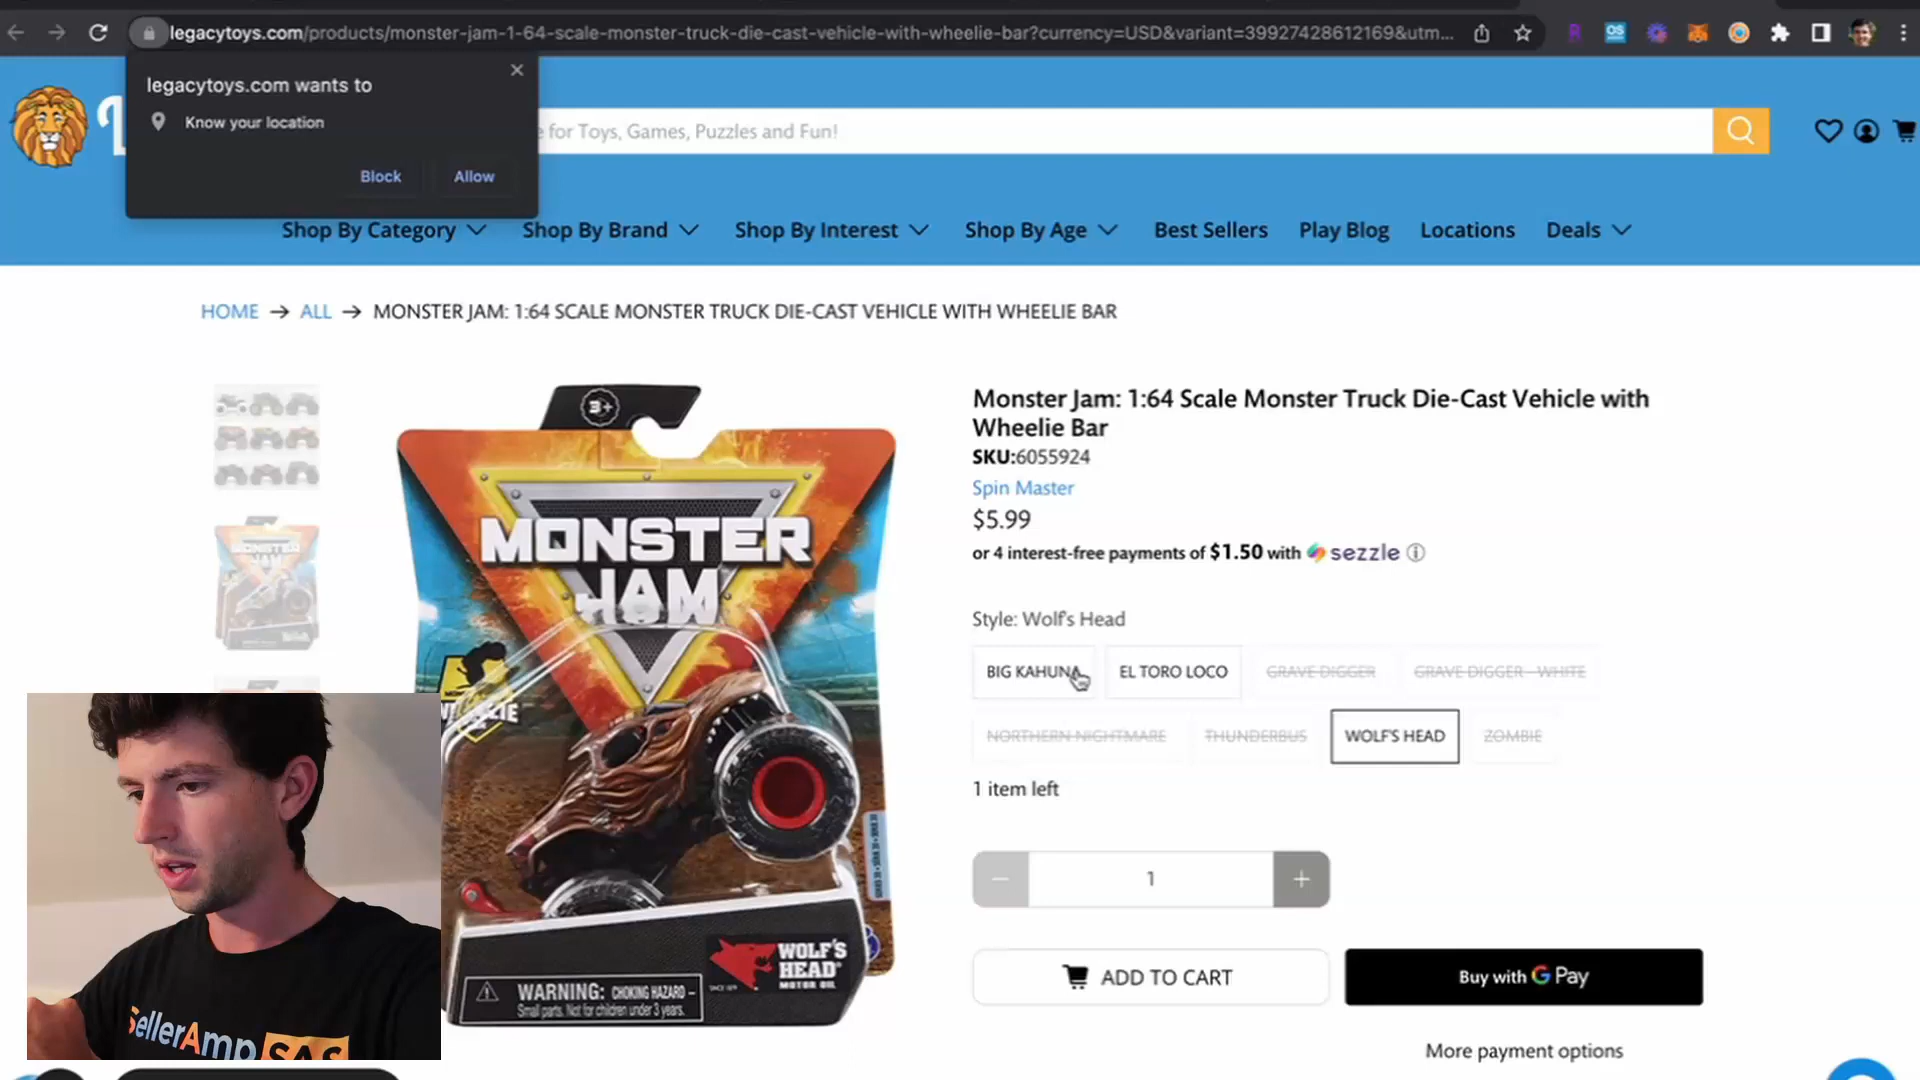 legacytoys.com/products/monster-jam-1-64-scale-monster-truck-die-cast-vehicle-with-wheelie-bar?currency=USD&variant=39927428612169&utm...
legacytoys.com wants to
Know your location
Block
Allow
for Toys, Games, Puzzles and Fun!
Shop By Category
Shop By Brand
Shop By Interest
Shop By Age
Best Sellers
Play Blog
Locations
Deals
HOME → ALL → MONSTER JAM: 1:64 SCALE MONSTER TRUCK DIE-CAST VEHICLE WITH WHEELIE BAR
Monster Jam: 1:64 Scale Monster Truck Die-Cast Vehicle with
Wheelie Bar
SKU:6055924
Spin Master
$5.99
or 4 interest-free payments of $1.50 with sezzle
Style: Wolf's Head
BIG KAHUNA
EL TORO LOCO
GRAVE DIGGER
GRAVE DIGGER - WHITE
NORTHERN NIGHTMARE
THUNDERBUS
WOLF'S HEAD
ZOMBIE
1 item left
1
ADD TO CART
Buy with G Pay
More payment options
3+
MONSTER
JAM
WOLF'S
HEAD
MOTOR OIL
WARNING: CHOKING HAZARD –
Small parts. Not for children under 3 years.
SellerAmp SAS